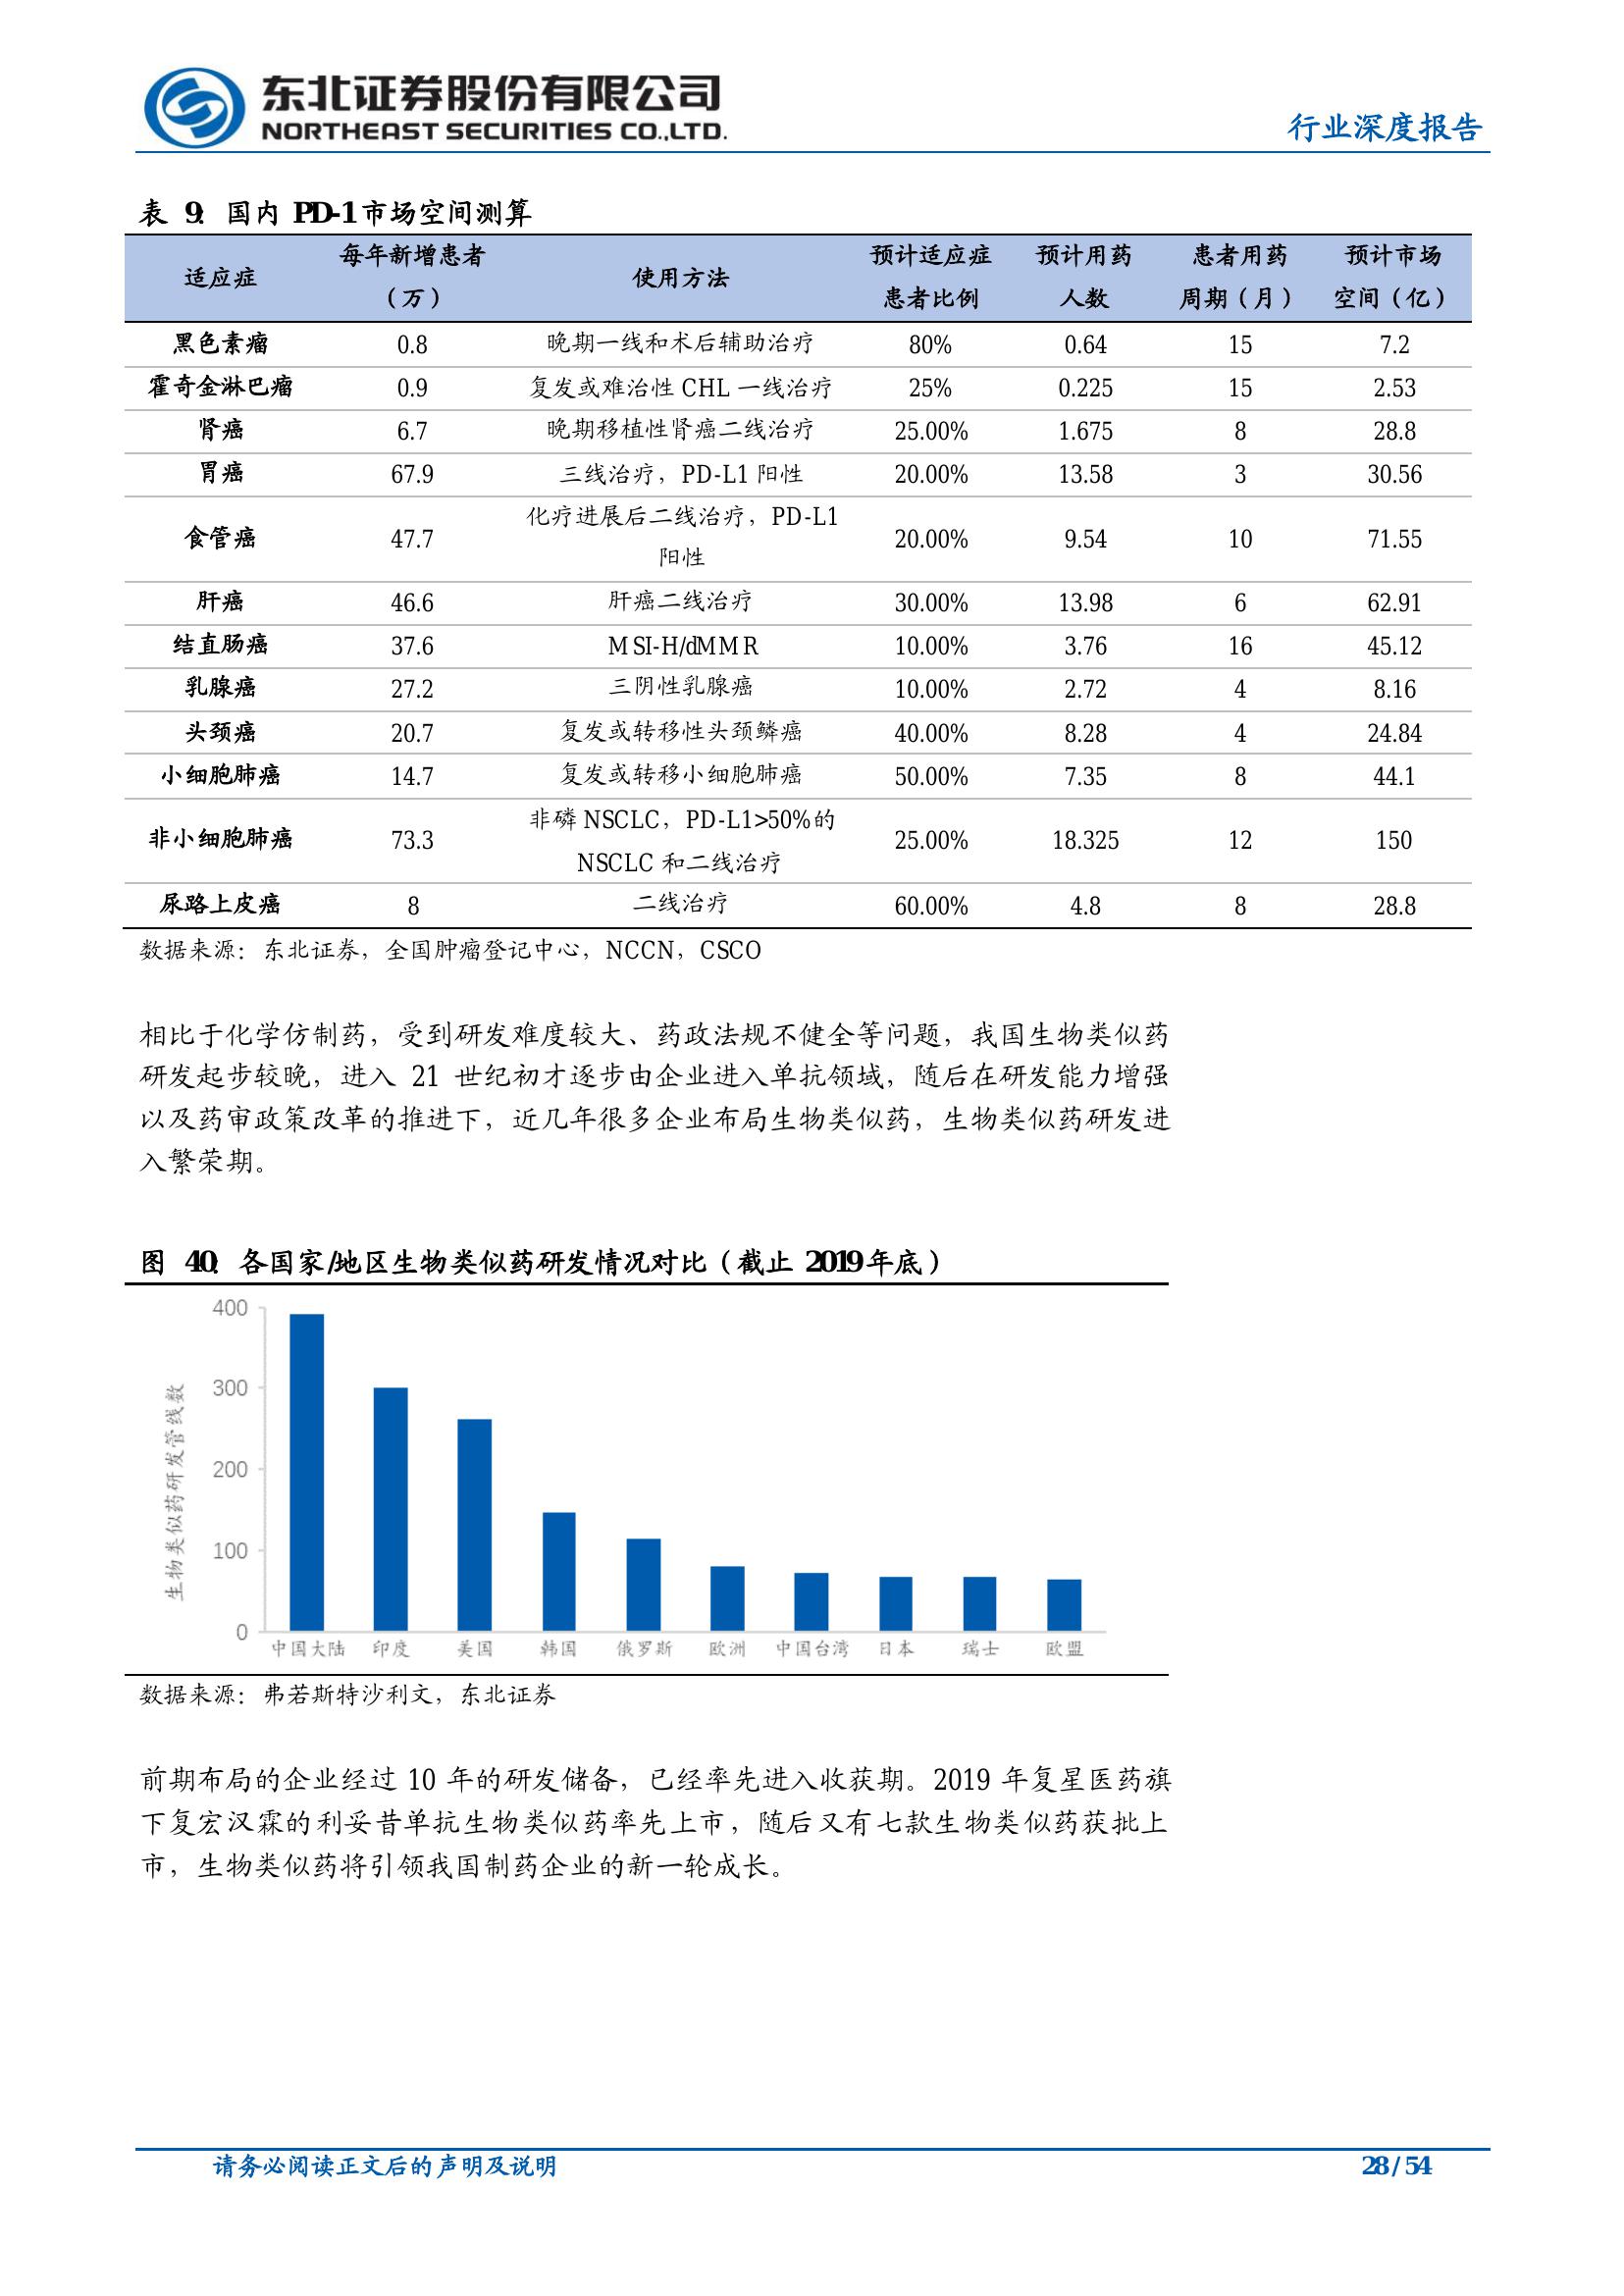 东北证券股份有限公司
NORTHEAST SECURITIES CO.,LTD.
行业深度报告
表 9：国内 PD-1 市场空间测算
适应症 每年新增患者（万） 使用方法 预计适应症患者比例 预计用药人数 患者用药周期（月） 预计市场空间（亿）
黑色素瘤 0.8 晚期一线和术后辅助治疗 80% 0.64 15 7.2
霍奇金淋巴瘤 0.9 复发或难治性 CHL 一线治疗 25% 0.225 15 2.53
肾癌 6.7 晚期移植性肾癌二线治疗 25.00% 1.675 8 28.8
胃癌 67.9 三线治疗，PD-L1 阳性 20.00% 13.58 3 30.56
食管癌 47.7 化疗进展后二线治疗，PD-L1 阳性 20.00% 9.54 10 71.55
肝癌 46.6 肝癌二线治疗 30.00% 13.98 6 62.91
结直肠癌 37.6 MSI-H/dMMR 10.00% 3.76 16 45.12
乳腺癌 27.2 三阴性乳腺癌 10.00% 2.72 4 8.16
头颈癌 20.7 复发或转移性头颈鳞癌 40.00% 8.28 4 24.84
小细胞肺癌 14.7 复发或转移小细胞肺癌 50.00% 7.35 8 44.1
非小细胞肺癌 73.3 非磷 NSCLC，PD-L1>50%的 NSCLC 和二线治疗 25.00% 18.325 12 150
尿路上皮癌 8 二线治疗 60.00% 4.8 8 28.8
数据来源：东北证券，全国肿瘤登记中心，NCCN，CSCO
相比于化学仿制药，受到研发难度较大、药政法规不健全等问题，我国生物类似药
研发起步较晚，进入 21 世纪初才逐步由企业进入单抗领域，随后在研发能力增强
以及药审政策改革的推进下，近几年很多企业布局生物类似药，生物类似药研发进
入繁荣期。
图 40：各国家/地区生物类似药研发情况对比（截止 2019 年底）
生物类似药研发管线数
400
300
200
100
0
中国大陆 印度 美国 韩国 俄罗斯 欧洲 中国台湾 日本 瑞士 欧盟
数据来源：弗若斯特沙利文，东北证券
前期布局的企业经过 10 年的研发储备，已经率先进入收获期。2019 年复星医药旗
下复宏汉霖的利妥昔单抗生物类似药率先上市，随后又有七款生物类似药获批上
市，生物类似药将引领我国制药企业的新一轮成长。
请务必阅读正文后的声明及说明 28 / 54